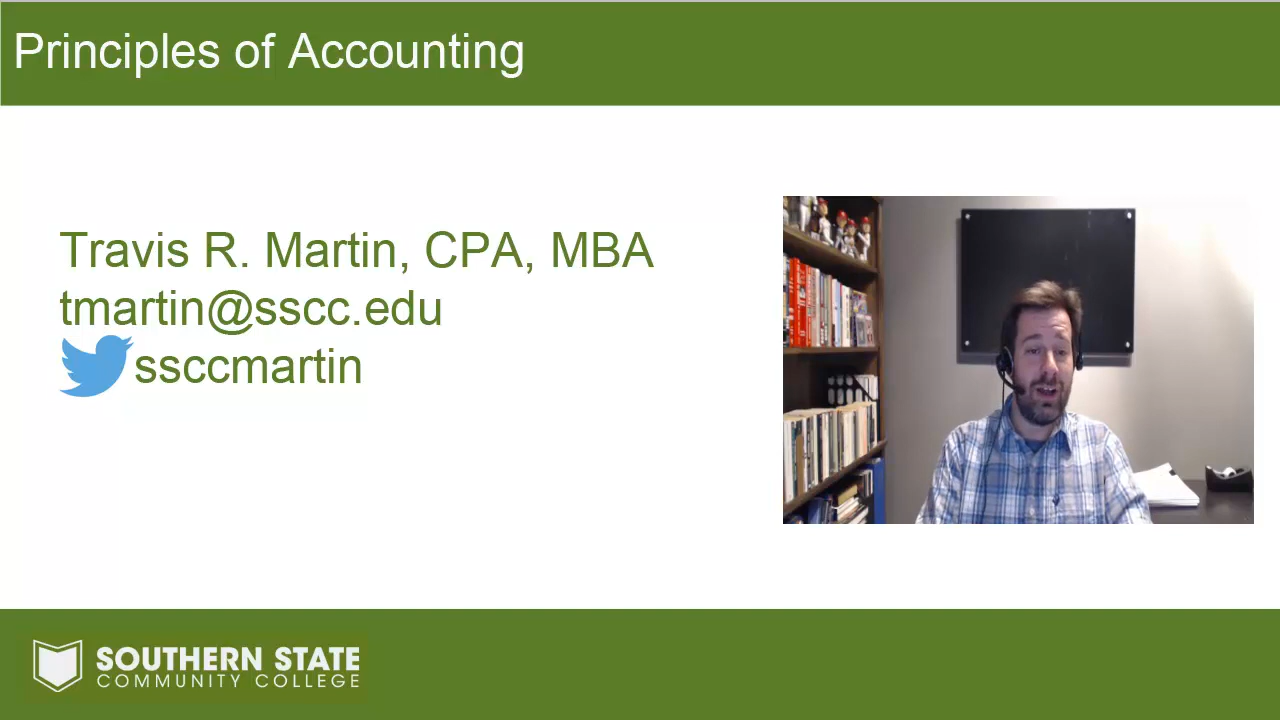 Principles of Accounting
Travis R. Martin, CPA, MBA
tmartin@sscc.edu
ssccmartin
SOUTHERN STATE
COMMUNITY COLLEGE